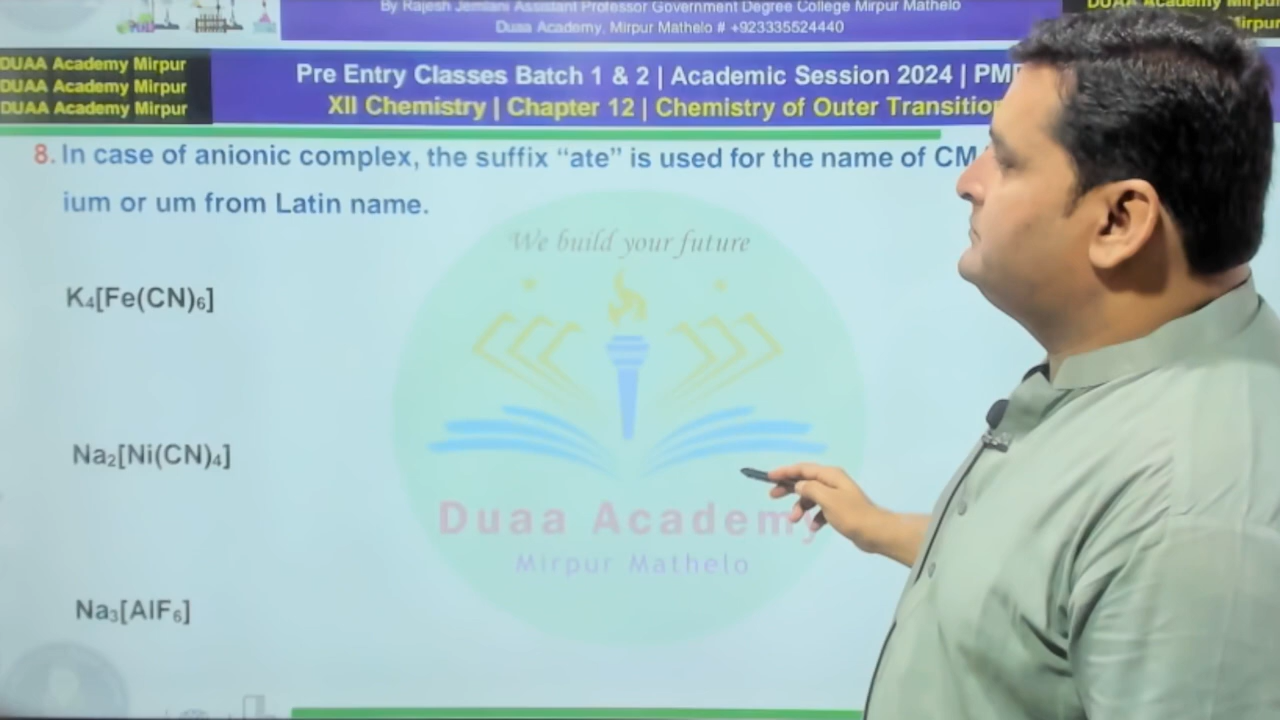 By Rajesh Jemlani Assistant Professor Government Degree College Mirpur Mathelo
DUAA Academy Mirpur
Duaa Academy, Mirpur Mathelo # +923335524440
DUAA Academy Mirpur
DUAA Academy Mirpur
DUAA Academy Mirpur
Pre Entry Classes Batch 1 & 2 | Academic Session 2024 |
XII Chemistry | Chapter 12 | Chemistry of Outer
8. In case of anionic complex, the suffix “ate” is used for the name of CM
ium or um from Latin name.
We build your future
K₄[Fe(CN)₆]
Na₂[Ni(CN)₄]
Duaa Academy
Mirpur Mathelo
Na₃[AlF₆]